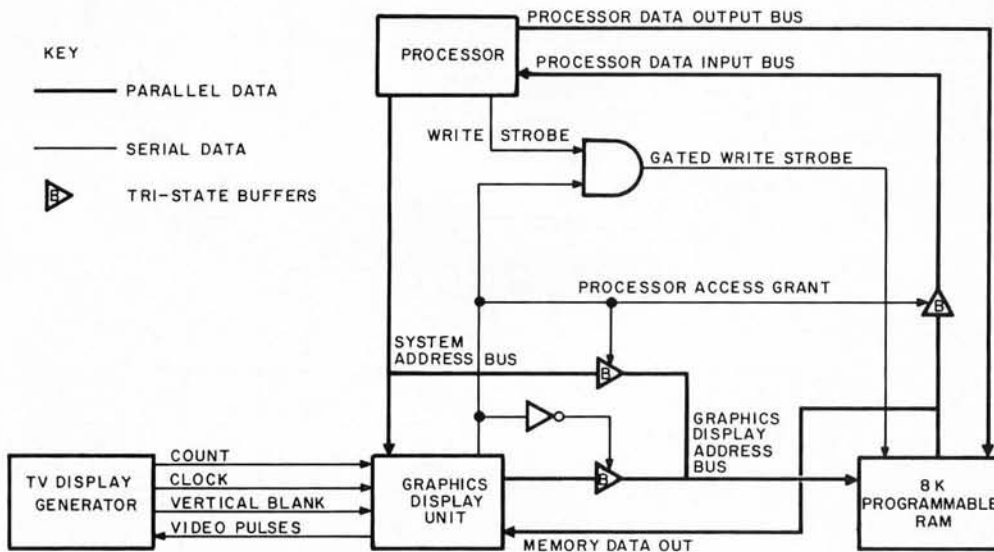 PROCESSOR DATA OUTPUT BUS
KEY
PROCESSOR
PROCESSOR DATA INPUT BUS
PARALLEL DATA
WRITE STROBE
SERIAL DATA
GATED WRITE STROBE
B
TRI-STATE BUFFERS
PROCESSOR ACCESS GRANT
B
SYSTEM
ADDRESS BUS
B
GRAPHICS
DISPLAY
ADDRESS
BUS
COUNT
CLOCK
VERTICAL BLANK
VIDEO PULSES
TV DISPLAY
GENERATOR
GRAPHICS
DISPLAY
UNIT
B
8K
PROGRAMMABLE
RAM
MEMORY DATA OUT